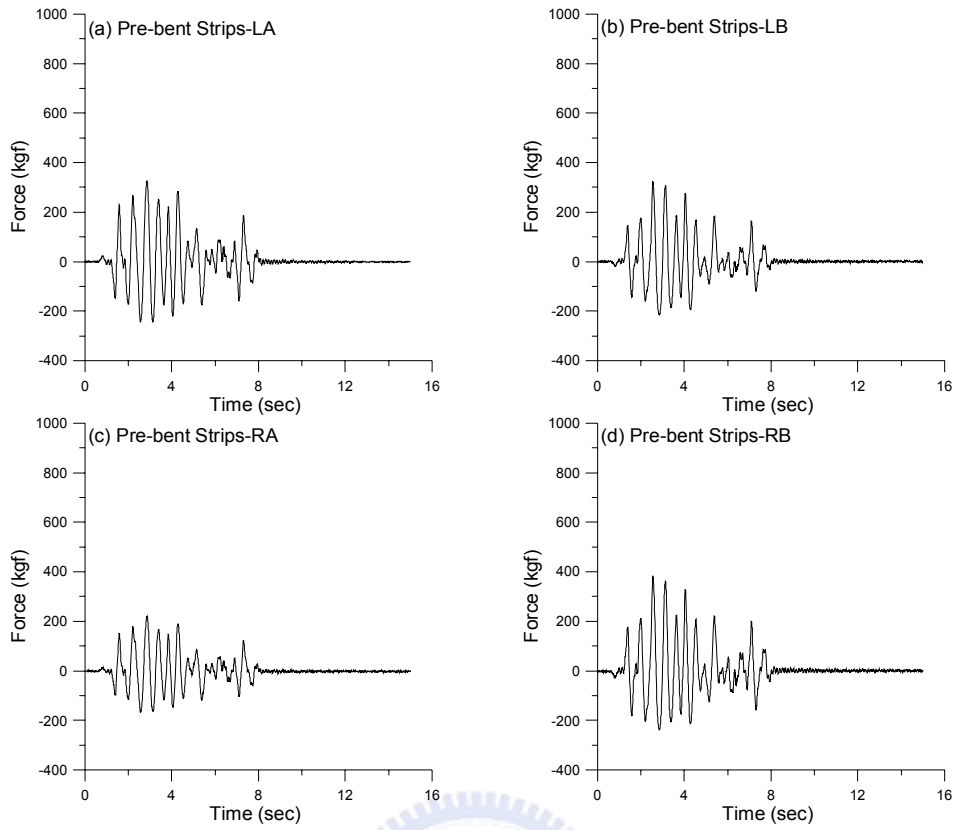 (a) Pre-bent Strips-LA
1000
800
600
400
200
0
-200
-400
Force (kgf)
0 4 8 12 16
Time (sec)
(b) Pre-bent Strips-LB
1000
800
600
400
200
0
-200
-400
Force (kgf)
0 4 8 12 16
Time (sec)
(c) Pre-bent Strips-RA
1000
800
600
400
200
0
-200
-400
Force (kgf)
0 4 8 12 16
Time (sec)
(d) Pre-bent Strips-RB
1000
800
600
400
200
0
-200
-400
Force (kgf)
0 4 8 12 16
Time (sec)